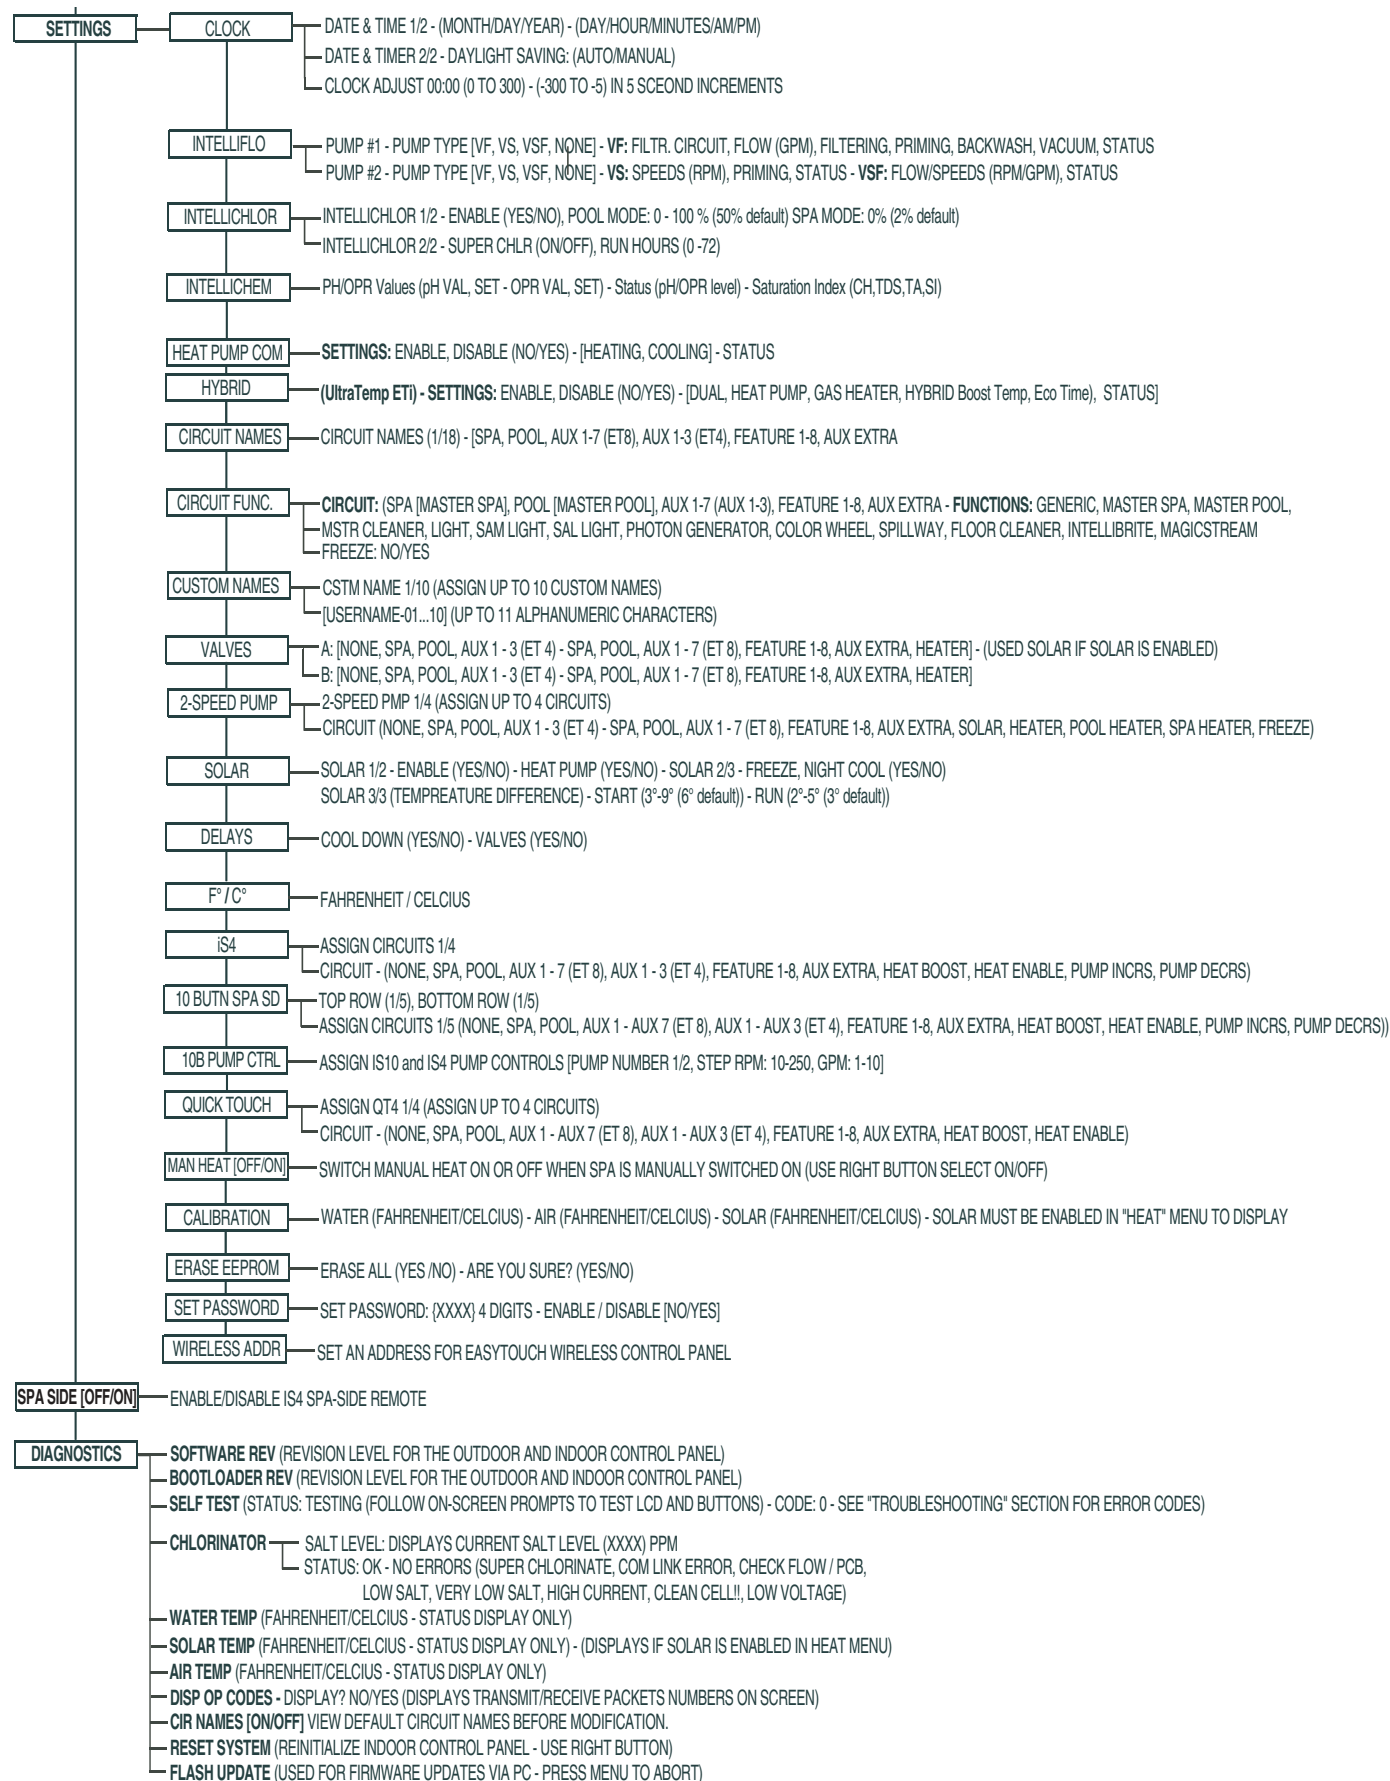 SETTINGS
CLOCK
DATE & TIME 1/2 - (MONTH/DAY/YEAR) - (DAY/HOUR/MINUTES/AM/PM)
DATE & TIMER 2/2 - DAYLIGHT SAVING: (AUTO/MANUAL)
CLOCK ADJUST 00:00 (0 TO 300) - (-300 TO -5) IN 5 SCEOND INCREMENTS
INTELLIFLO
PUMP #1 - PUMP TYPE [VF, VS, VSF, NONE] - VF: FILTR. CIRCUIT, FLOW (GPM), FILTERING, PRIMING, BACKWASH, VACUUM, STATUS
PUMP #2 - PUMP TYPE [VF, VS, VSF, NONE] - VS: SPEEDS (RPM), PRIMING, STATUS - VSF: FLOW/SPEEDS (RPM/GPM), STATUS
INTELLICHLOR
INTELLICHLOR 1/2 - ENABLE (YES/NO), POOL MODE: 0 - 100 % (50% default) SPA MODE: 0% (2% default)
INTELLICHLOR 2/2 - SUPER CHLR (ON/OFF), RUN HOURS (0 -72)
INTELLICHEM
PH/OPR Values (pH VAL, SET - OPR VAL, SET) - Status (pH/OPR level) - Saturation Index (CH,TDS,TA,SI)
HEAT PUMP COM
SETTINGS: ENABLE, DISABLE (NO/YES) - [HEATING, COOLING] - STATUS
HYBRID
(UltraTemp ETi) - SETTINGS: ENABLE, DISABLE (NO/YES) - [DUAL, HEAT PUMP, GAS HEATER, HYBRID Boost Temp, Eco Time), STATUS]
CIRCUIT NAMES
CIRCUIT NAMES (1/18) - [SPA, POOL, AUX 1-7 (ET8), AUX 1-3 (ET4), FEATURE 1-8, AUX EXTRA
CIRCUIT FUNC.
CIRCUIT: (SPA [MASTER SPA], POOL [MASTER POOL], AUX 1-7 (AUX 1-3), FEATURE 1-8, AUX EXTRA - FUNCTIONS: GENERIC, MASTER SPA, MASTER POOL,
MSTR CLEANER, LIGHT, SAM LIGHT, SAL LIGHT, PHOTON GENERATOR, COLOR WHEEL, SPILLWAY, FLOOR CLEANER, INTELLIBRITE, MAGICSTREAM
FREEZE: NO/YES
CUSTOM NAMES
CSTM NAME 1/10 (ASSIGN UP TO 10 CUSTOM NAMES)
[USERNAME-01...10] (UP TO 11 ALPHANUMERIC CHARACTERS)
VALVES
A: [NONE, SPA, POOL, AUX 1 - 3 (ET 4) - SPA, POOL, AUX 1 - 7 (ET 8), FEATURE 1-8, AUX EXTRA, HEATER] - (USED SOLAR IF SOLAR IS ENABLED)
B: [NONE, SPA, POOL, AUX 1 - 3 (ET 4) - SPA, POOL, AUX 1 - 7 (ET 8), FEATURE 1-8, AUX EXTRA, HEATER]
2-SPEED PUMP
2-SPEED PMP 1/4 (ASSIGN UP TO 4 CIRCUITS)
CIRCUIT (NONE, SPA, POOL, AUX 1 - 3 (ET 4) - SPA, POOL, AUX 1 - 7 (ET 8), FEATURE 1-8, AUX EXTRA, SOLAR, HEATER, POOL HEATER, SPA HEATER, FREEZE)
SOLAR
SOLAR 1/2 - ENABLE (YES/NO) - HEAT PUMP (YES/NO) - SOLAR 2/3 - FREEZE, NIGHT COOL (YES/NO)
SOLAR 3/3 (TEMPREATURE DIFFERENCE) - START (3°-9° (6° default)) - RUN (2°-5° (3° default))
DELAYS
COOL DOWN (YES/NO) - VALVES (YES/NO)
F° / C°
FAHRENHEIT / CELCIUS
iS4
ASSIGN CIRCUITS 1/4
CIRCUIT - (NONE, SPA, POOL, AUX 1 - 7 (ET 8), AUX 1 - 3 (ET 4), FEATURE 1-8, AUX EXTRA, HEAT BOOST, HEAT ENABLE, PUMP INCRS, PUMP DECRS)
10 BUTN SPA SD
TOP ROW (1/5), BOTTOM ROW (1/5)
ASSIGN CIRCUITS 1/5 (NONE, SPA, POOL, AUX 1 - AUX 7 (ET 8), AUX 1 - AUX 3 (ET 4), FEATURE 1-8, AUX EXTRA, HEAT BOOST, HEAT ENABLE, PUMP INCRS, PUMP DECRS))
10B PUMP CTRL
ASSIGN IS10 and IS4 PUMP CONTROLS [PUMP NUMBER 1/2, STEP RPM: 10-250, GPM: 1-10]
QUICK TOUCH
ASSIGN QT4 1/4 (ASSIGN UP TO 4 CIRCUITS)
CIRCUIT - (NONE, SPA, POOL, AUX 1 - AUX 7 (ET 8), AUX 1 - AUX 3 (ET 4), FEATURE 1-8, AUX EXTRA, HEAT BOOST, HEAT ENABLE)
MAN HEAT [OFF/ON]
SWITCH MANUAL HEAT ON OR OFF WHEN SPA IS MANUALLY SWITCHED ON (USE RIGHT BUTTON SELECT ON/OFF)
CALIBRATION
WATER (FAHRENHEIT/CELCIUS) - AIR (FAHRENHEIT/CELCIUS) - SOLAR (FAHRENHEIT/CELCIUS) - SOLAR MUST BE ENABLED IN "HEAT" MENU TO DISPLAY
ERASE EEPROM
ERASE ALL (YES /NO) - ARE YOU SURE? (YES/NO)
SET PASSWORD
SET PASSWORD: {XXXX} 4 DIGITS - ENABLE / DISABLE [NO/YES]
WIRELESS ADDR
SET AN ADDRESS FOR EASYTOUCH WIRELESS CONTROL PANEL
SPA SIDE [OFF/ON]
ENABLE/DISABLE IS4 SPA-SIDE REMOTE
DIAGNOSTICS
SOFTWARE REV (REVISION LEVEL FOR THE OUTDOOR AND INDOOR CONTROL PANEL)
BOOTLOADER REV (REVISION LEVEL FOR THE OUTDOOR AND INDOOR CONTROL PANEL)
SELF TEST (STATUS: TESTING (FOLLOW ON-SCREEN PROMPTS TO TEST LCD AND BUTTONS) - CODE: 0 - SEE "TROUBLESHOOTING" SECTION FOR ERROR CODES)
CHLORINATOR
SALT LEVEL: DISPLAYS CURRENT SALT LEVEL (XXXX) PPM
STATUS: OK - NO ERRORS (SUPER CHLORINATE, COM LINK ERROR, CHECK FLOW / PCB,
LOW SALT, VERY LOW SALT, HIGH CURRENT, CLEAN CELL!!, LOW VOLTAGE)
WATER TEMP (FAHRENHEIT/CELCIUS - STATUS DISPLAY ONLY)
SOLAR TEMP (FAHRENHEIT/CELCIUS - STATUS DISPLAY ONLY) - (DISPLAYS IF SOLAR IS ENABLED IN HEAT MENU)
AIR TEMP (FAHRENHEIT/CELCIUS - STATUS DISPLAY ONLY)
DISP OP CODES - DISPLAY? NO/YES (DISPLAYS TRANSMIT/RECEIVE PACKETS NUMBERS ON SCREEN)
CIR NAMES [ON/OFF] VIEW DEFAULT CIRCUIT NAMES BEFORE MODIFICATION.
RESET SYSTEM (REINITIALIZE INDOOR CONTROL PANEL - USE RIGHT BUTTON)
FLASH UPDATE (USED FOR FIRMWARE UPDATES VIA PC - PRESS MENU TO ABORT)